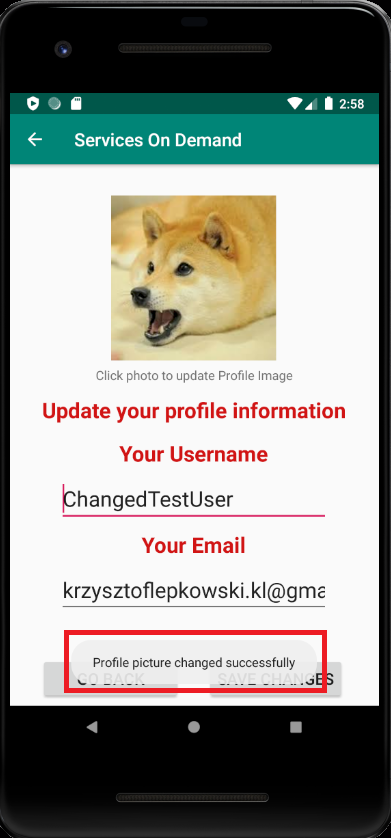 2:58
Services On Demand
Click photo to update Profile Image
Update your profile information
Your Username
ChangedTestUser
Your Email
krzysztoflepkowski.kl@gma
Profile picture changed successfully
GO BACK SAVE CHANGES